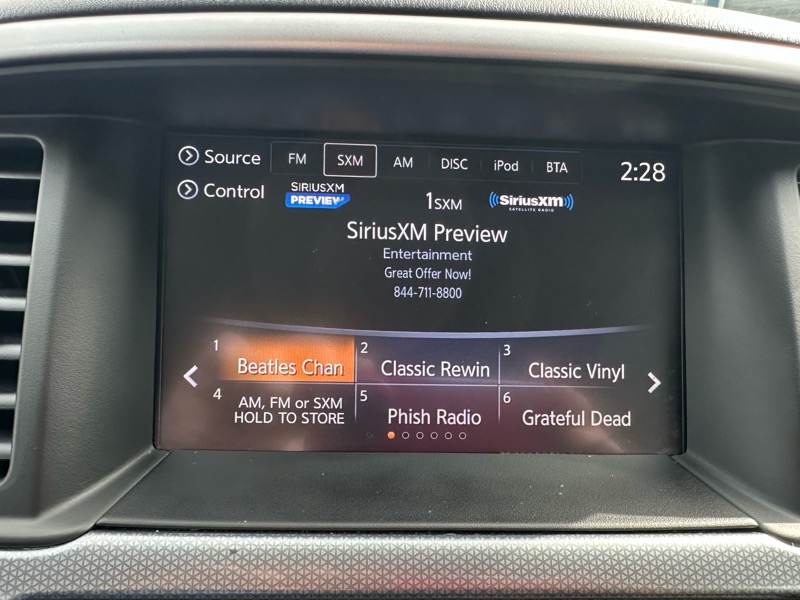 Source FM SXM AM DISC iPod BTA 2:28
Control SIRIUSXM PREVIEW 1SXM ((SiriusXM))
SATELLITE RADIO
SiriusXM Preview
Entertainment
Great Offer Now!
844-711-8800
1 Beatles Chan 2 Classic Rewin 3 Classic Vinyl
4 AM, FM or SXM
HOLD TO STORE
5 Phish Radio 6 Grateful Dead